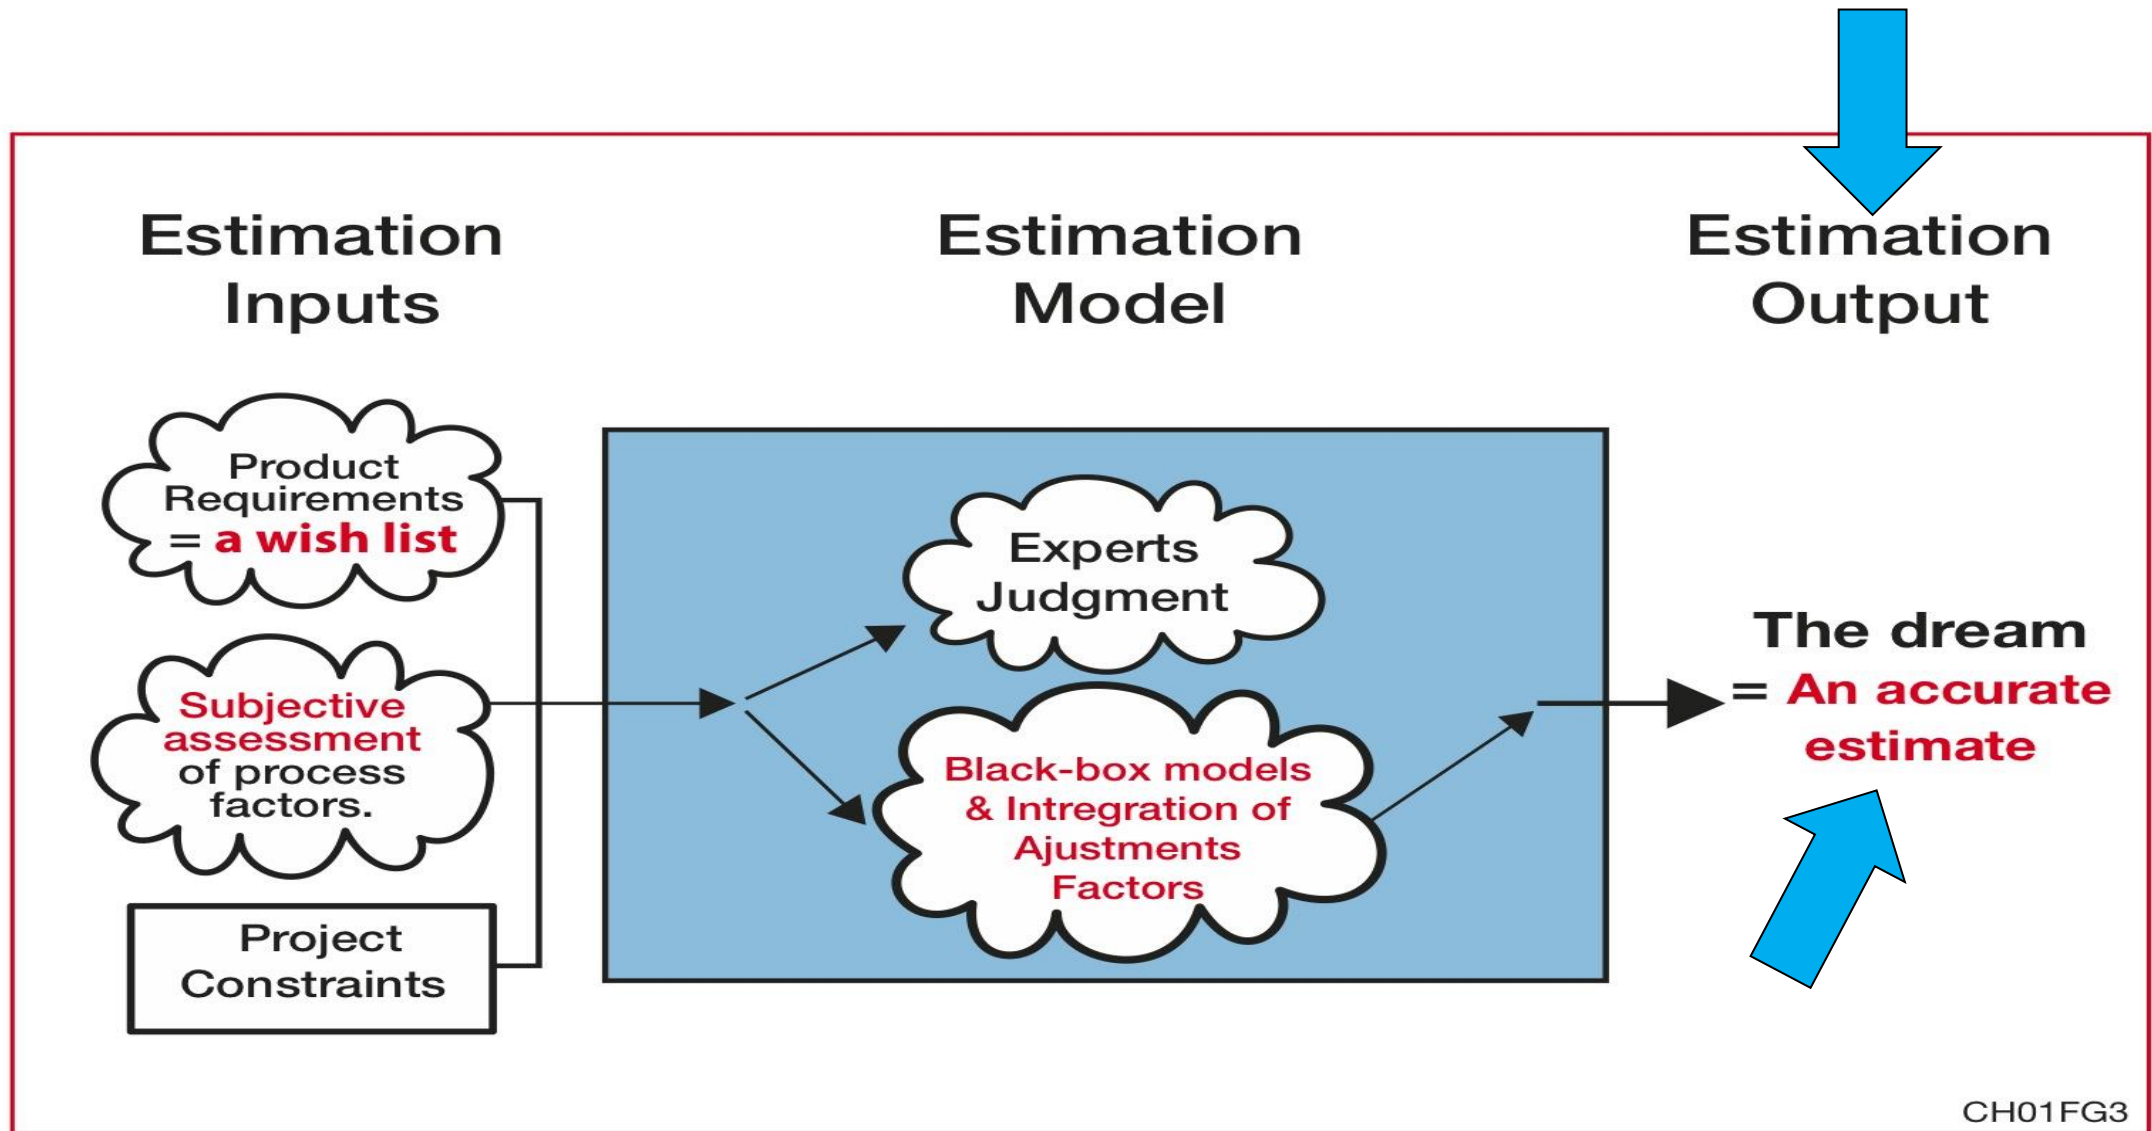 Estimation
Inputs
Estimation
Model
Estimation
Output
Product
Requirements
= a wish list
Subjective
assessment
of process
factors.
Project
Constraints
Experts
Judgment
Black-box models
& Intregration of
Ajustments
Factors
The dream
= An accurate
estimate
CH01FG3